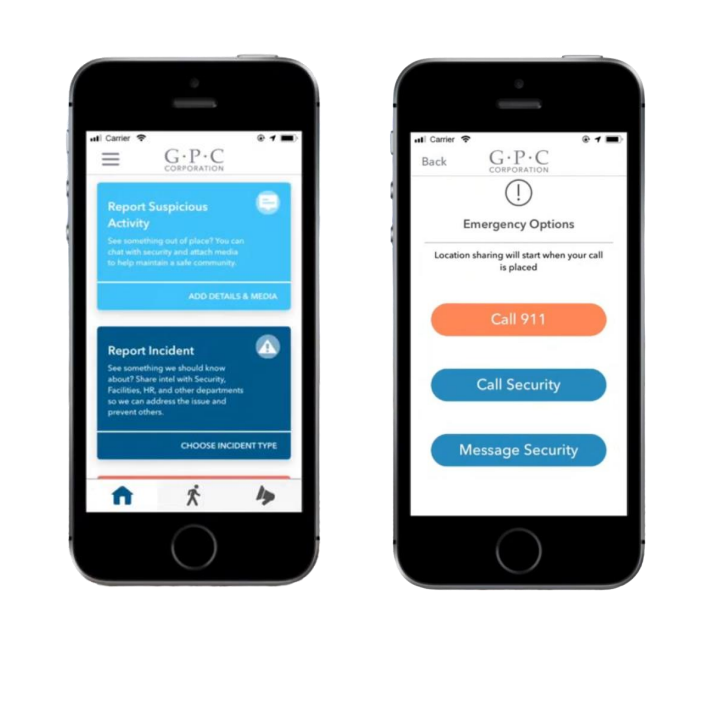 Carrier
G·P·C
CORPORATION
Report Suspicious
Activity
See something out of place? You can
chat with security and attach media
to help maintain a safe community.
ADD DETAILS & MEDIA
Report Incident
See something we should know
about? Share intel with Security,
Facilities, HR, and other departments
so we can address the issue and
prevent others.
CHOOSE INCIDENT TYPE
Carrier
Back
G·P·C
CORPORATION
Emergency Options
Location sharing will start when your call
is placed
Call 911
Call Security
Message Security